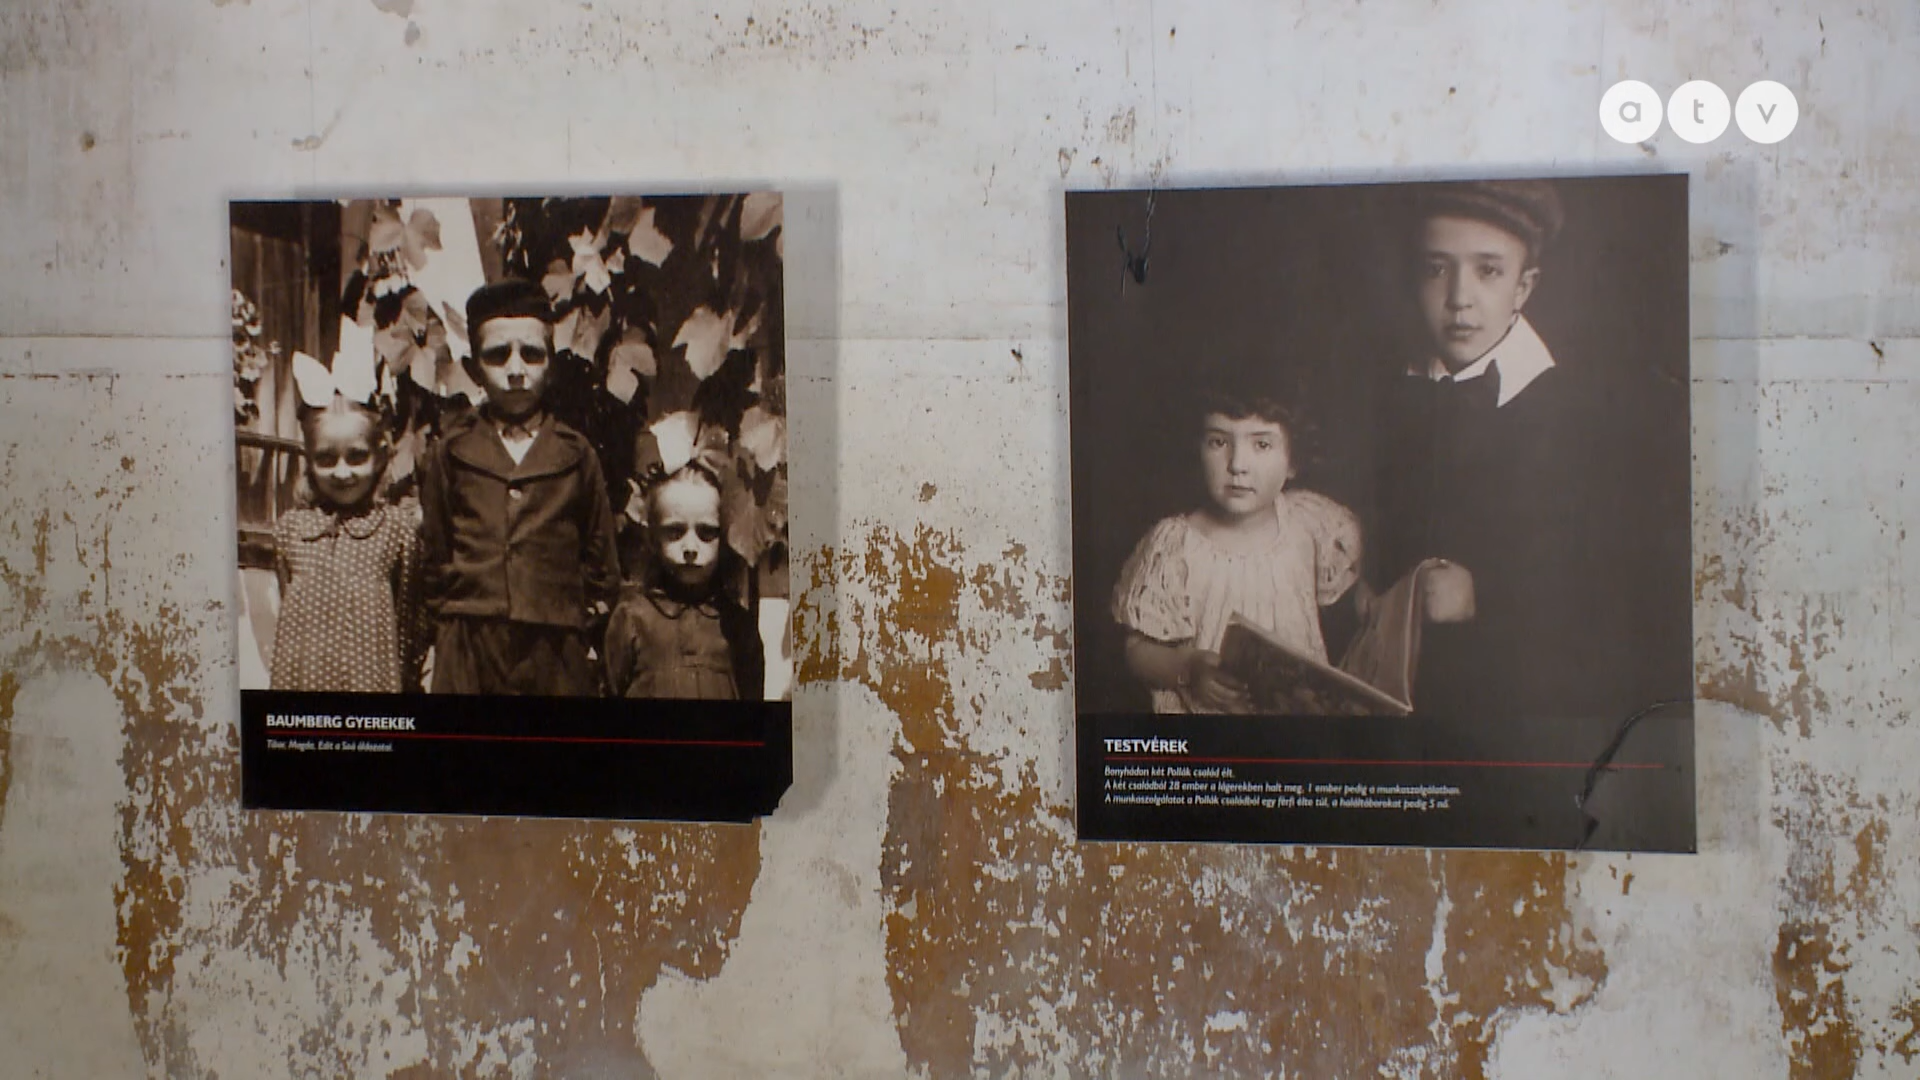 atv
BAUMBERG GYEREKEK
Tibor, Magda, Edit a Soá áldozatai.
TESTVÉREK
Bonyhádon két Pollák család élt.
A két családból 28 ember a lágerekben halt meg, 1 ember pedig a munkaszolgálatban.
A munkaszolgálatot a Pollák családból egy férfi élte túl, a haláltáborokat pedig 5 nő.